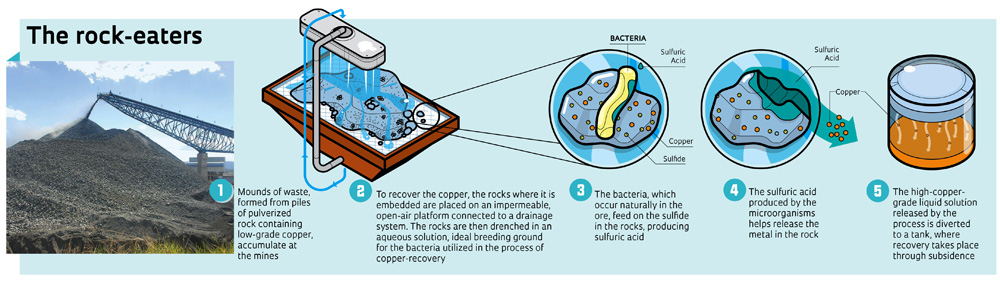 The rock-eaters
1
Mounds of waste,
formed from piles
of pulverized
rock containing
low-grade copper,
accumulate at
the mines
2
To recover the copper, the rocks where it is
embedded are placed on an impermeable,
open-air platform connected to a drainage
system. The rocks are then drenched in an
aqueous solution, ideal breeding ground
for the bacteria utilized in the process of
copper-recovery
BACTERIA
Sulfuric
Acid
Copper
Sulfide
3
The bacteria, which
occur naturally in the
ore, feed on the sulfide
in the rocks, producing
sulfuric acid
Sulfuric
Acid
Copper
4
The sulfuric acid
produced by the
microorganisms
helps release the
metal in the rock
5
The high-copper-
grade liquid solution
released by the
process is diverted
to a tank, where
recovery takes place
through subsidence